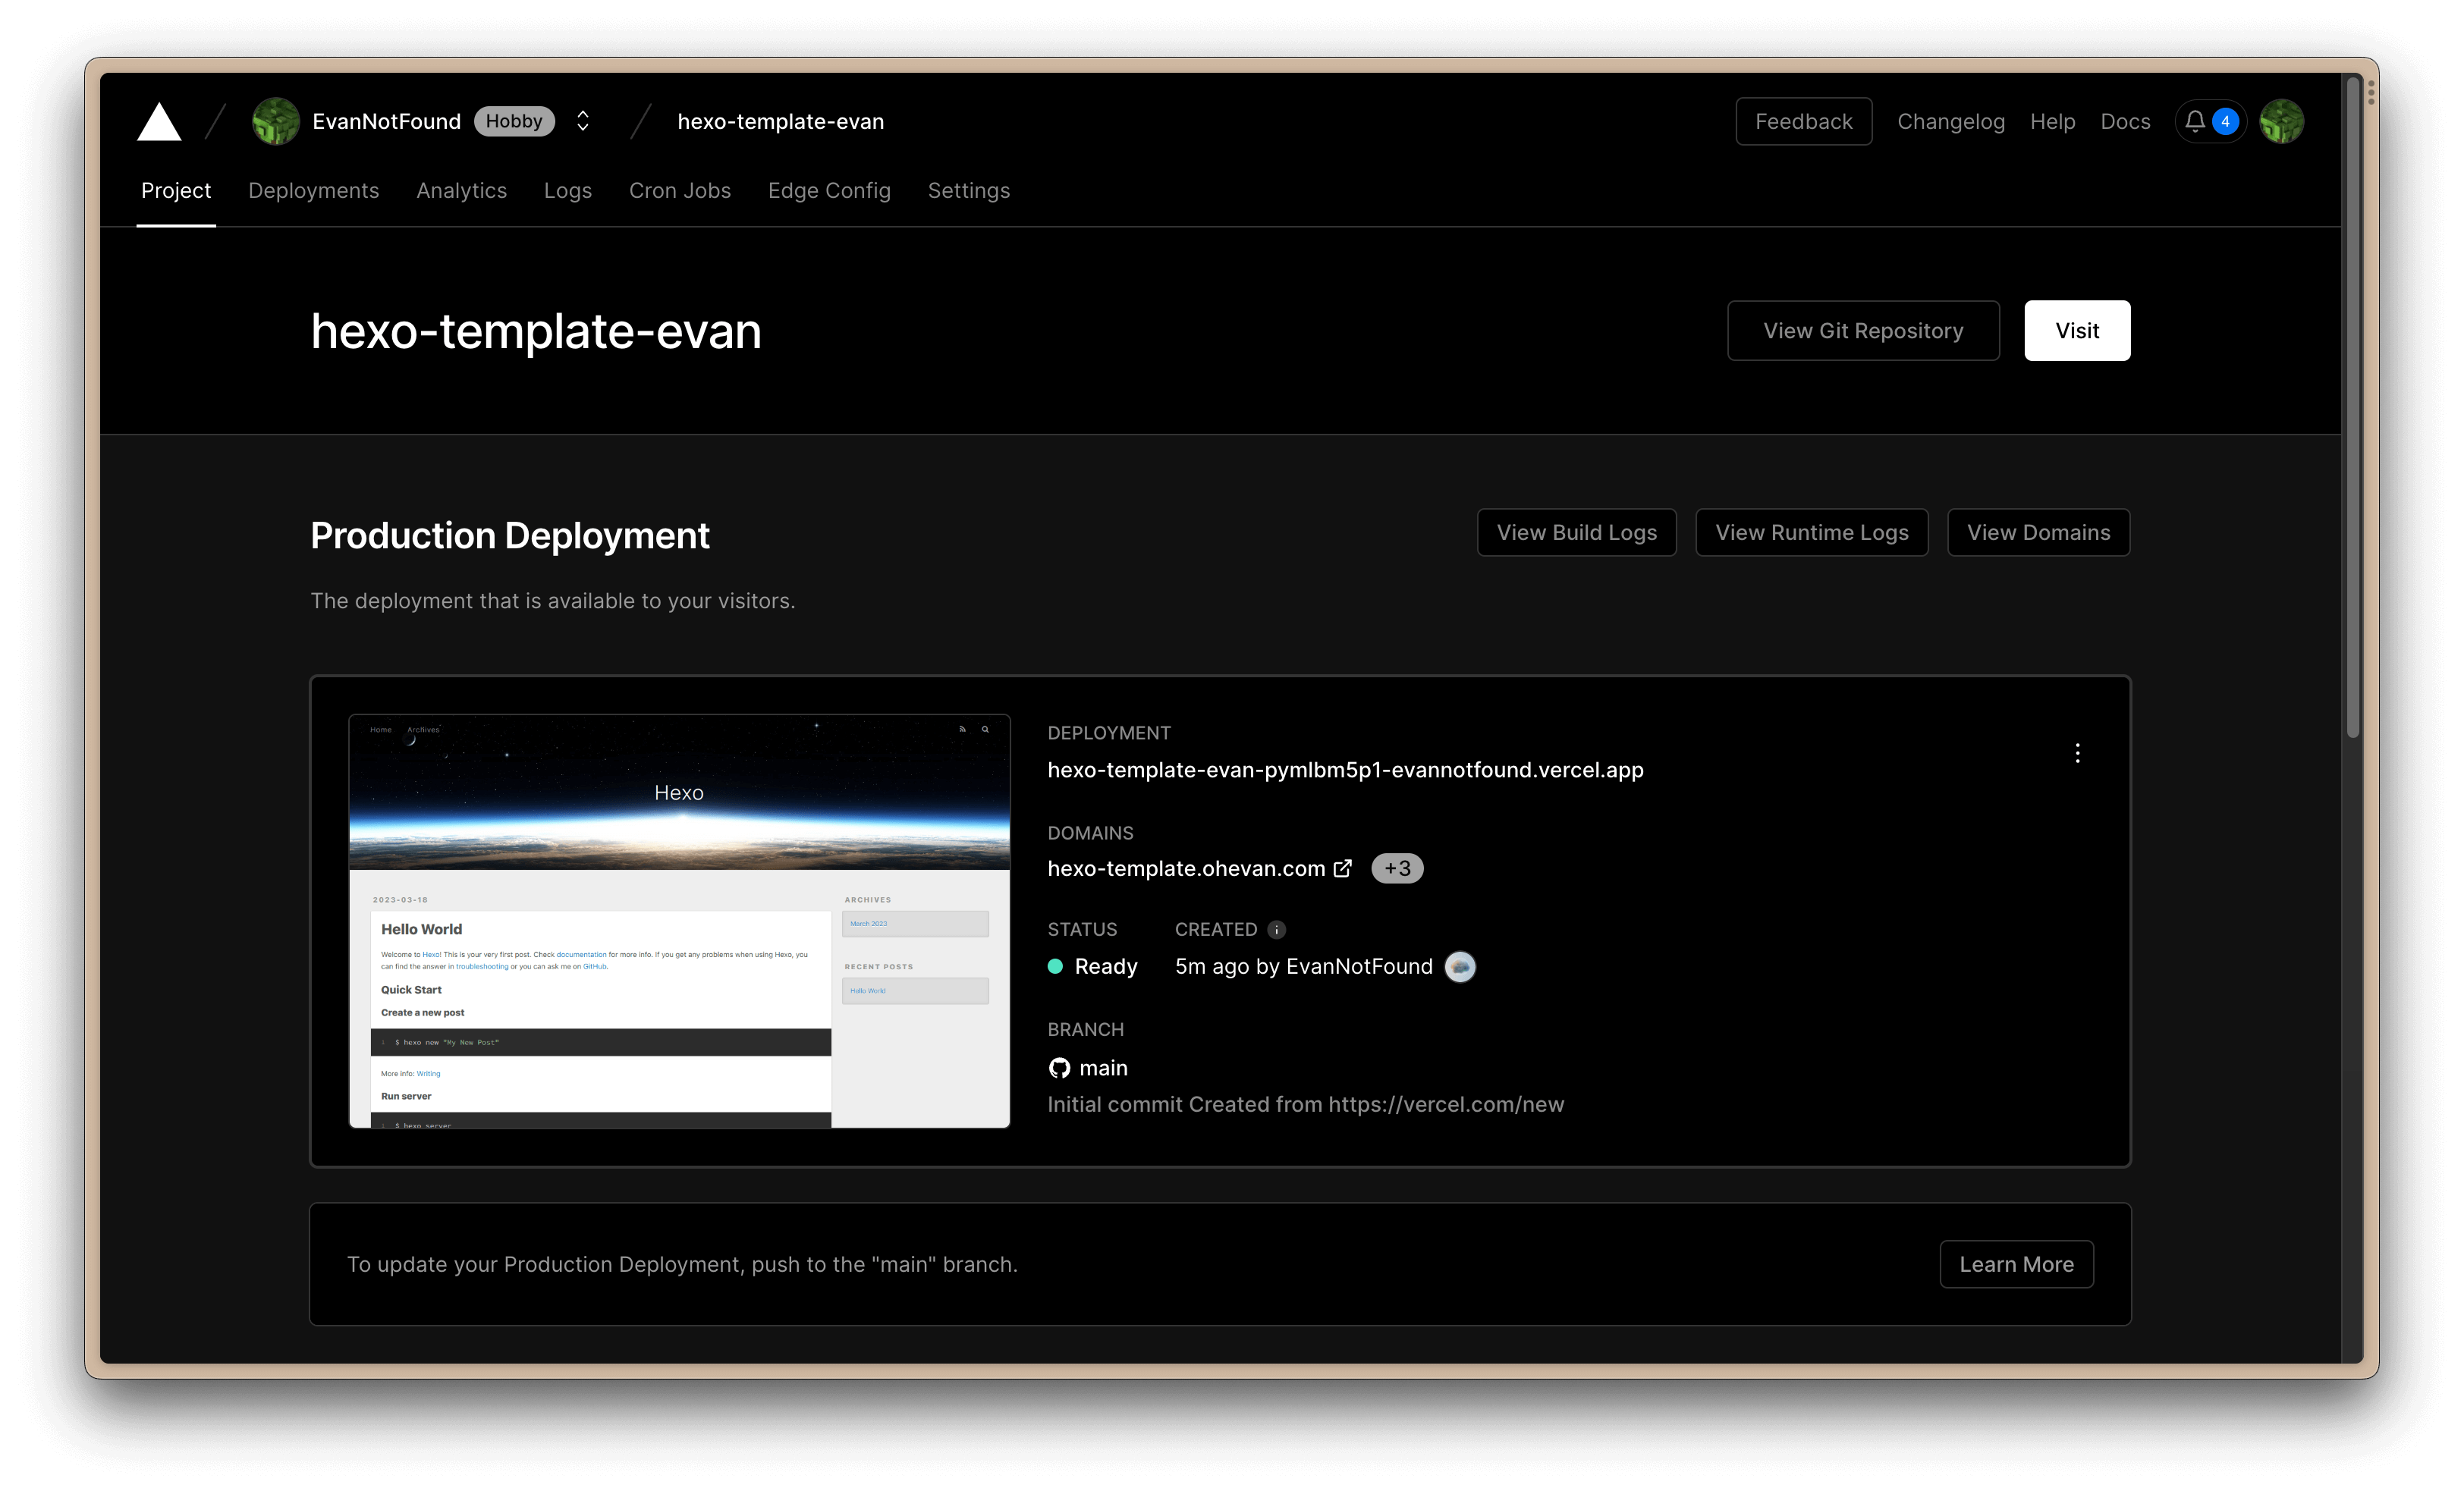 EvanNotFound Hobby hexo-template-evan Feedback Changelog Help Docs 4
Project Deployments Analytics Logs Cron Jobs Edge Config Settings
hexo-template-evan View Git Repository Visit
Production Deployment View Build Logs View Runtime Logs View Domains
The deployment that is available to your visitors.
Home Archives
Hexo
2023-03-18
Hello World
Welcome to Hexo! This is your very first post. Check documentation for more info. If you get any problems when using Hexo, you
can find the answer in troubleshooting or you can ask me on GitHub.
Quick Start
Create a new post
1 $ hexo new "My New Post"
More info: Writing
Run server
1 $ hexo server
ARCHIVES
March 2023
RECENT POSTS
Hello World
DEPLOYMENT
hexo-template-evan-pymlbm5p1-evannotfound.vercel.app
DOMAINS
hexo-template.ohevan.com +3
STATUS CREATED
Ready 5m ago by EvanNotFound
BRANCH
main
Initial commit Created from https://vercel.com/new
To update your Production Deployment, push to the "main" branch. Learn More